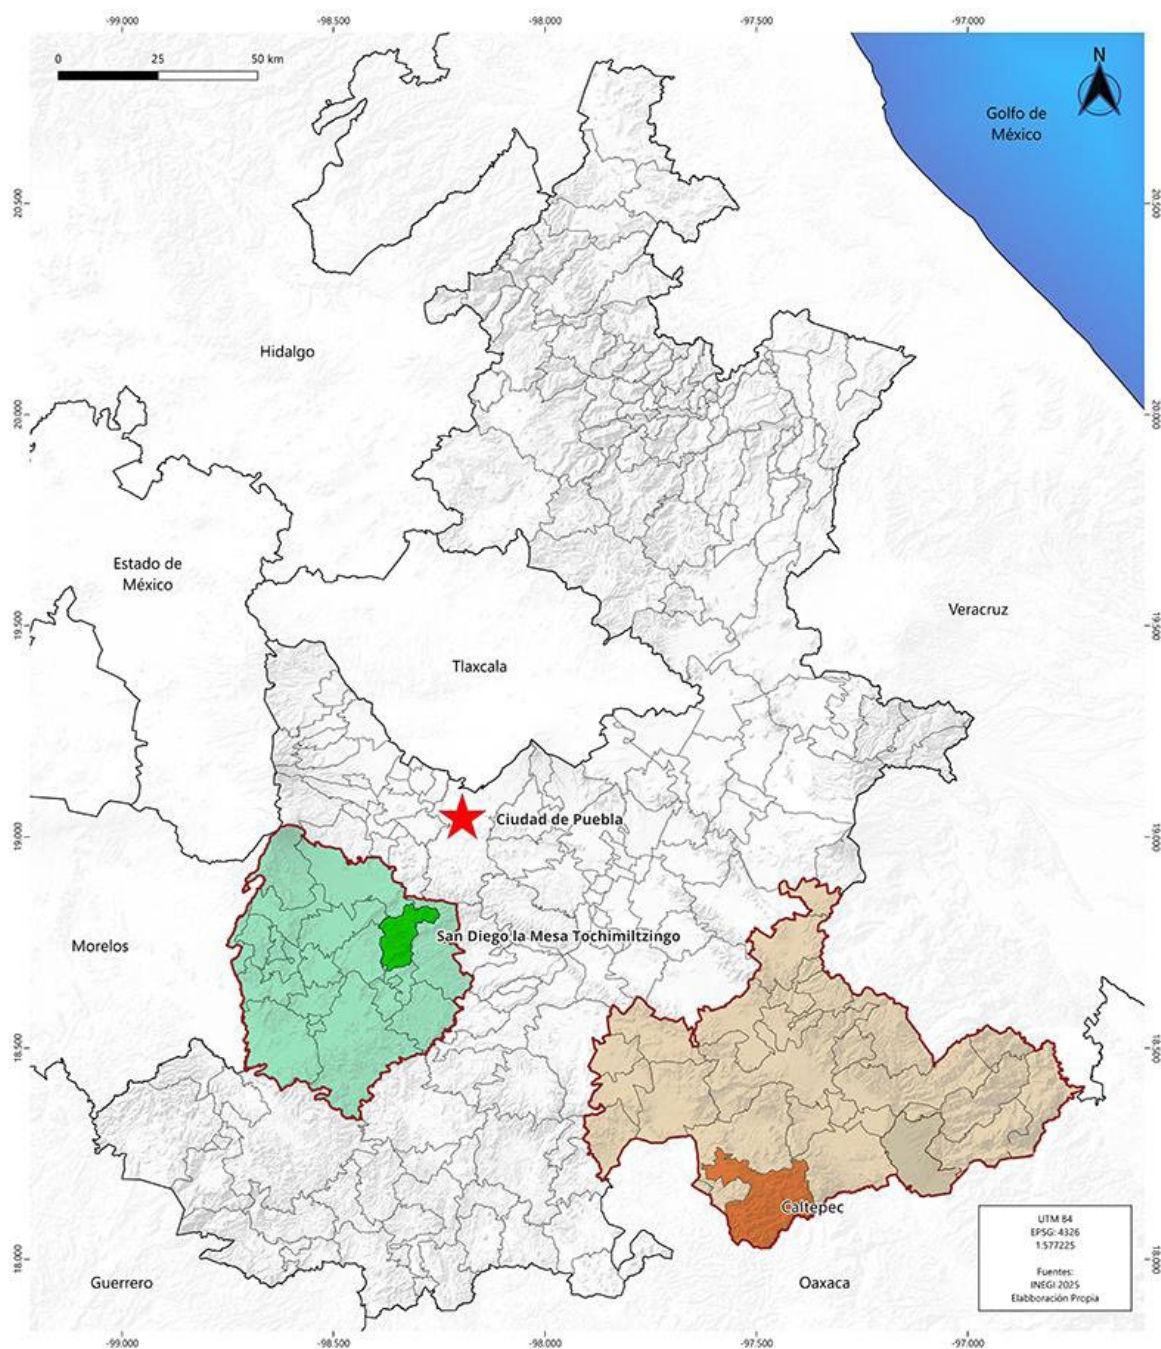 -99.000 -98.500 -98.000 -97.500 -97.000
0 25 50 km
N
Golfo de
México
20.500 20.500
Hidalgo
20.000 20.000
Estado de
México
Veracruz
19.500 19.500
Tlaxcala
Ciudad de Puebla
19.000 19.000
San Diego la Mesa Tochimiltzingo
Morelos
18.500 18.500
Caltepec
UTM 84
EPSG: 4326
1:577225
Fuentes:
INEGI 2025
Elabboración Propia
18.000 18.000
Guerrero
Oaxaca
-99.000 -98.500 -98.000 -97.500 -97.000